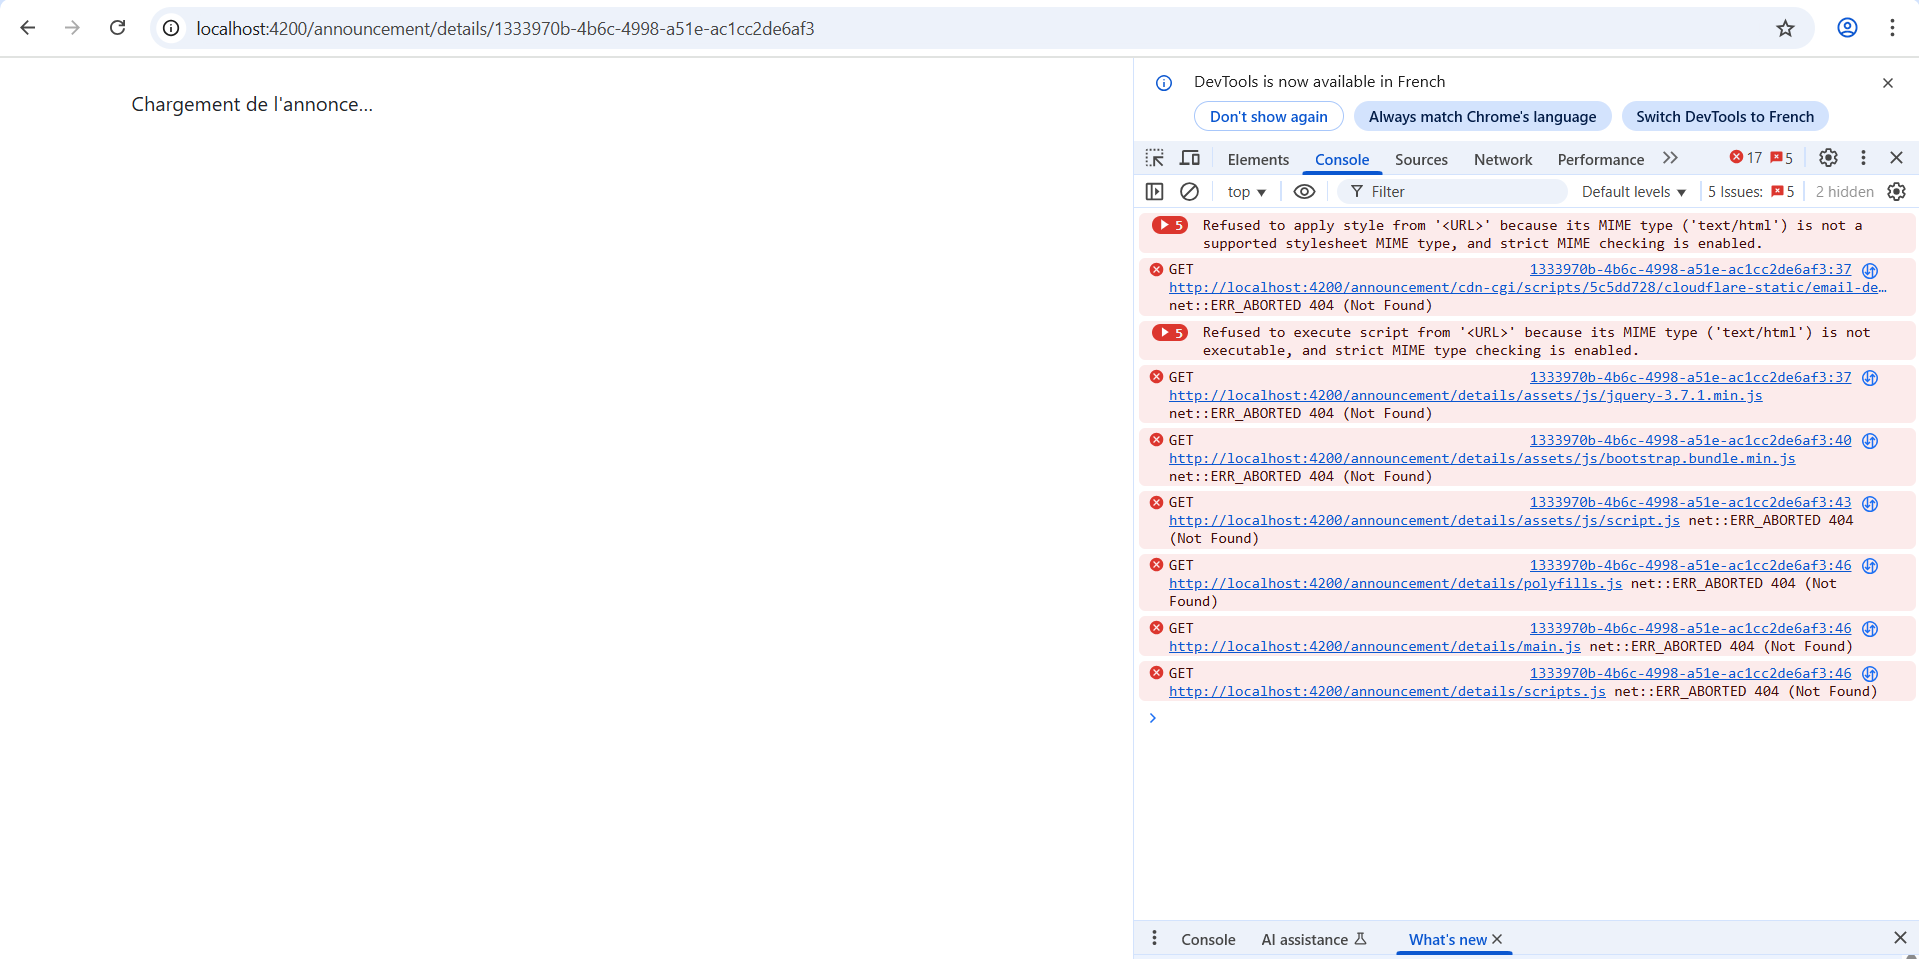 localhost:4200/announcement/details/1333970b-4b6c-4998-a51e-ac1cc2de6af3
Chargement de l'annonce...
DevTools is now available in French
Don't show again
Always match Chrome's language
Switch DevTools to French
Elements
Console
Sources
Network
Performance
17
5
top
Filter
Default levels
5 Issues:
5
2 hidden
5
Refused to apply style from '<URL>' because its MIME type ('text/html') is not a
supported stylesheet MIME type, and strict MIME checking is enabled.
GET
1333970b-4b6c-4998-a51e-ac1cc2de6af3:37
http://localhost:4200/announcement/cdn-cgi/scripts/5c5dd728/cloudflare-static/email-de…
net::ERR_ABORTED 404 (Not Found)
5
Refused to execute script from '<URL>' because its MIME type ('text/html') is not
executable, and strict MIME type checking is enabled.
GET
1333970b-4b6c-4998-a51e-ac1cc2de6af3:37
http://localhost:4200/announcement/details/assets/js/jquery-3.7.1.min.js
net::ERR_ABORTED 404 (Not Found)
GET
1333970b-4b6c-4998-a51e-ac1cc2de6af3:40
http://localhost:4200/announcement/details/assets/js/bootstrap.bundle.min.js
net::ERR_ABORTED 404 (Not Found)
GET
1333970b-4b6c-4998-a51e-ac1cc2de6af3:43
http://localhost:4200/announcement/details/assets/js/script.js net::ERR_ABORTED 404
(Not Found)
GET
1333970b-4b6c-4998-a51e-ac1cc2de6af3:46
http://localhost:4200/announcement/details/polyfills.js net::ERR_ABORTED 404 (Not
Found)
GET
1333970b-4b6c-4998-a51e-ac1cc2de6af3:46
http://localhost:4200/announcement/details/main.js net::ERR_ABORTED 404 (Not Found)
GET
1333970b-4b6c-4998-a51e-ac1cc2de6af3:46
http://localhost:4200/announcement/details/scripts.js net::ERR_ABORTED 404 (Not Found)
Console
AI assistance
What's new